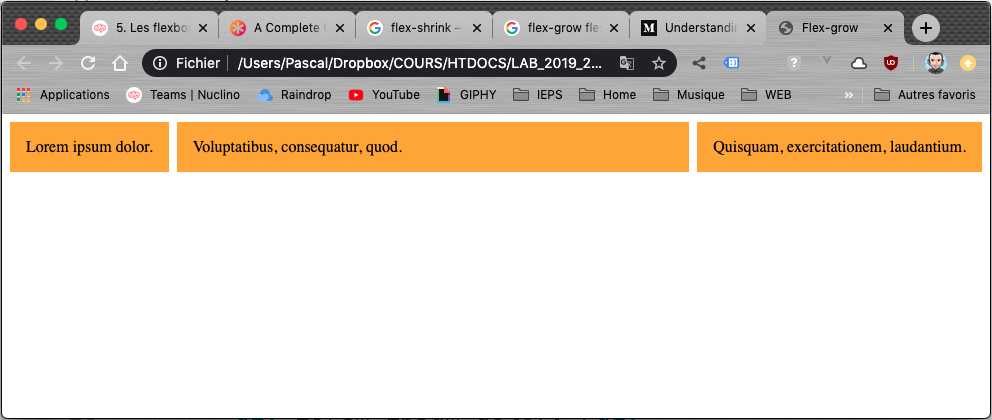 5. Les flexbo A Complete flex-shrink – flex-grow fle Understandin Flex-grow
Fichier /Users/Pascal/Dropbox/COURS/HTDOCS/LAB_2019_2...
Applications Teams | Nuclino Raindrop YouTube GIPHY IEPS Home Musique WEB » Autres favoris
Lorem ipsum dolor. Voluptatibus, consequatur, quod. Quisquam, exercitationem, laudantium.